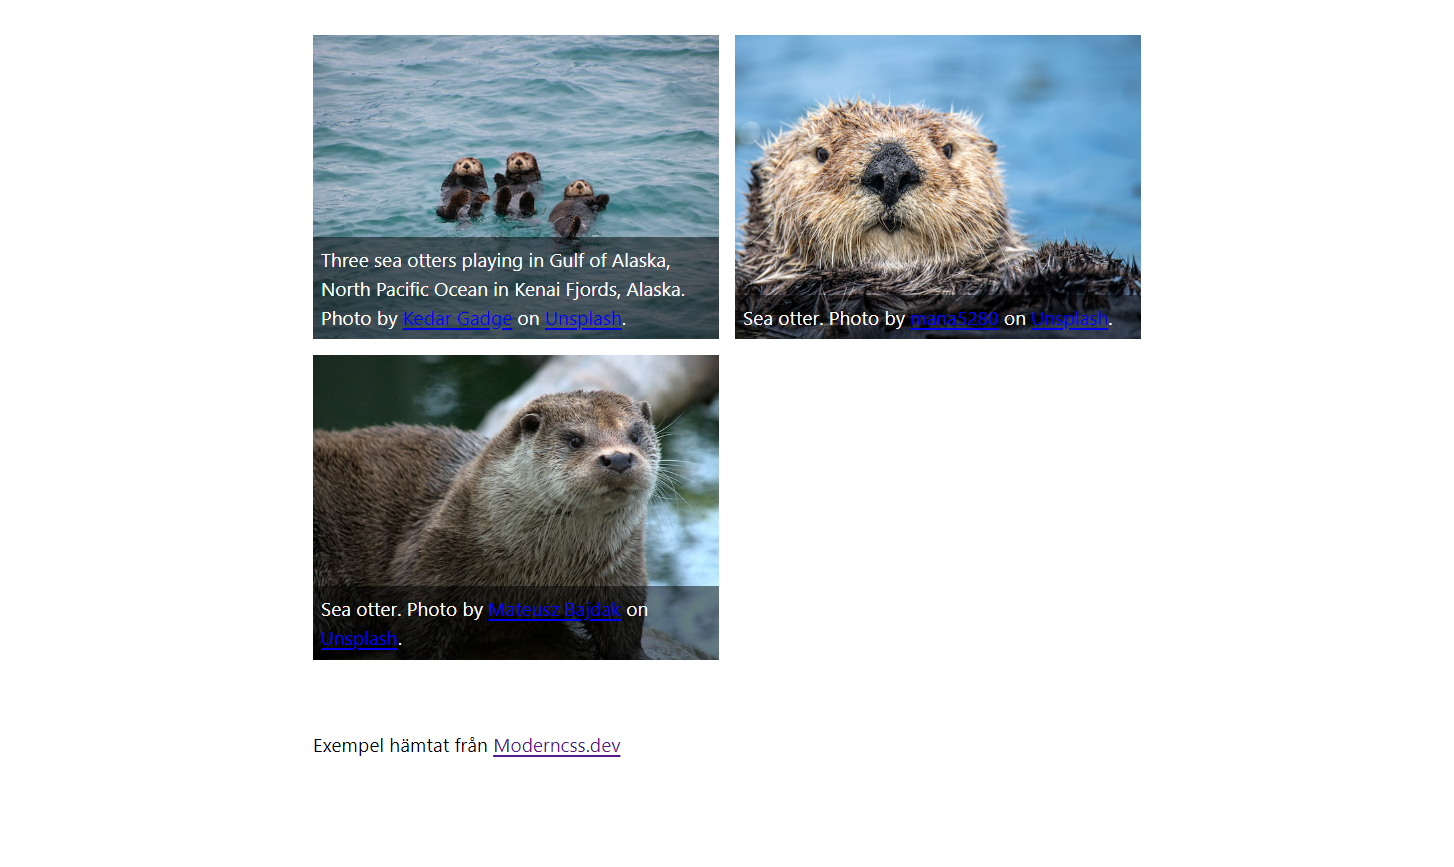 Three sea otters playing in Gulf of Alaska,
North Pacific Ocean in Kenai Fjords, Alaska.
Photo by Kedar Gadge on Unsplash.
Sea otter. Photo by mana5280 on Unsplash.
Sea otter. Photo by Mateusz Bajdak on
Unsplash.
Exempel hämtat från Moderncss.dev